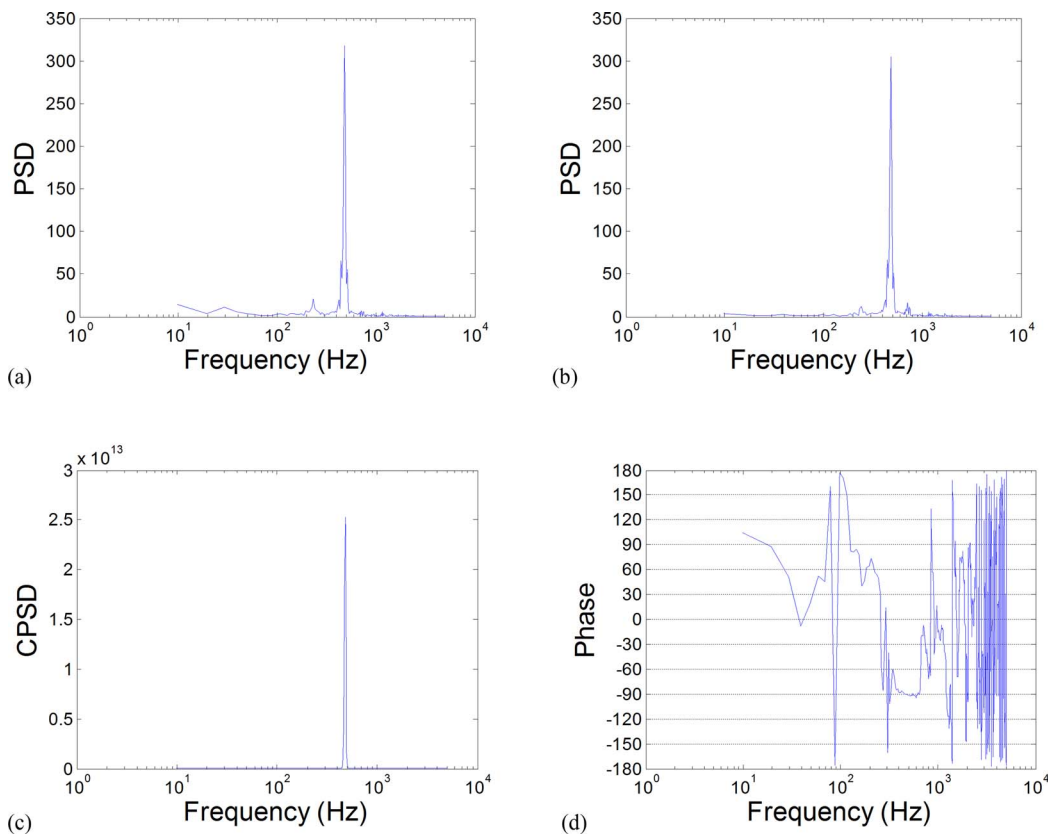 350
300
250
200
150
100
50
0
PSD
10^0 10^1 10^2 10^3 10^4
Frequency (Hz)
(a)
350
300
250
200
150
100
50
0
PSD
10^0 10^1 10^2 10^3 10^4
Frequency (Hz)
(b)
x 10^13
3
2.5
2
1.5
1
0.5
0
CPSD
10^0 10^1 10^2 10^3 10^4
Frequency (Hz)
(c)
180
150
120
90
60
30
0
-30
-60
-90
-120
-150
-180
Phase
10^0 10^1 10^2 10^3 10^4
Frequency (Hz)
(d)